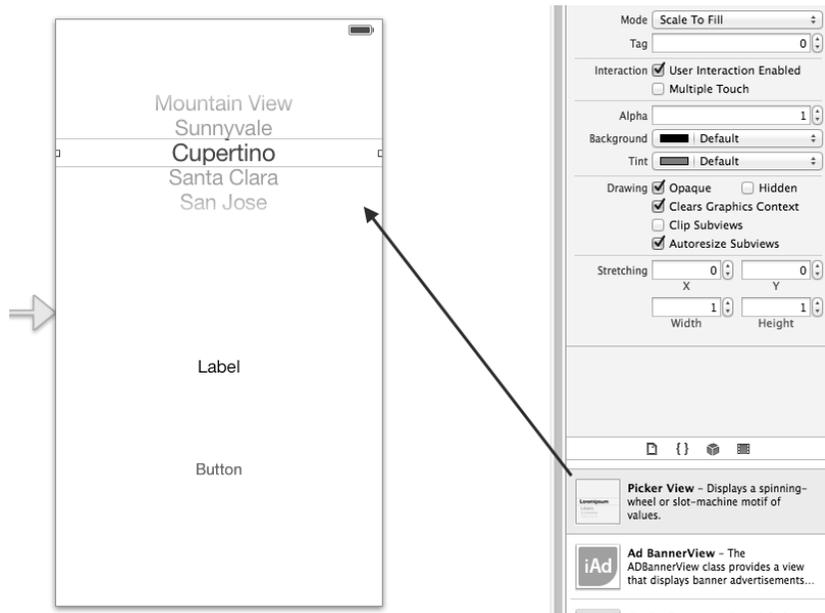 Mountain View
Sunnyvale
Cupertino
Santa Clara
San Jose
Label
Button
Mode Scale To Fill
Tag 0
Interaction User Interaction Enabled
Multiple Touch
Alpha 1
Background Default
Tint Default
Drawing Opaque Hidden
Clears Graphics Context
Clip Subviews
Autoresize Subviews
Stretching 0 0
X Y
1 1
Width Height
{ }
Picker View – Displays a spinning-
wheel or slot-machine motif of
values.
Loremipsum
iAd
Ad BannerView – The
ADBannerView class provides a view
that displays banner advertisements...